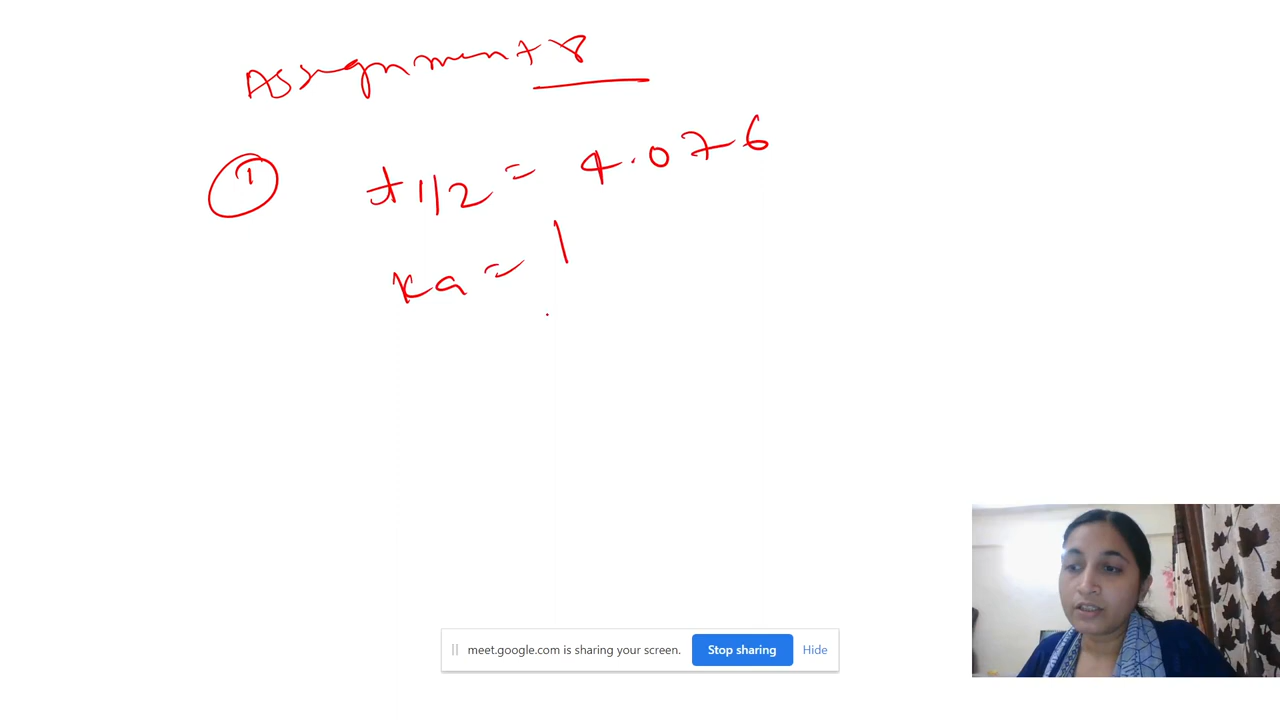 Assignment 8
① t1/2 = 4.076
Ka = 1
meet.google.com is sharing your screen. Stop sharing Hide